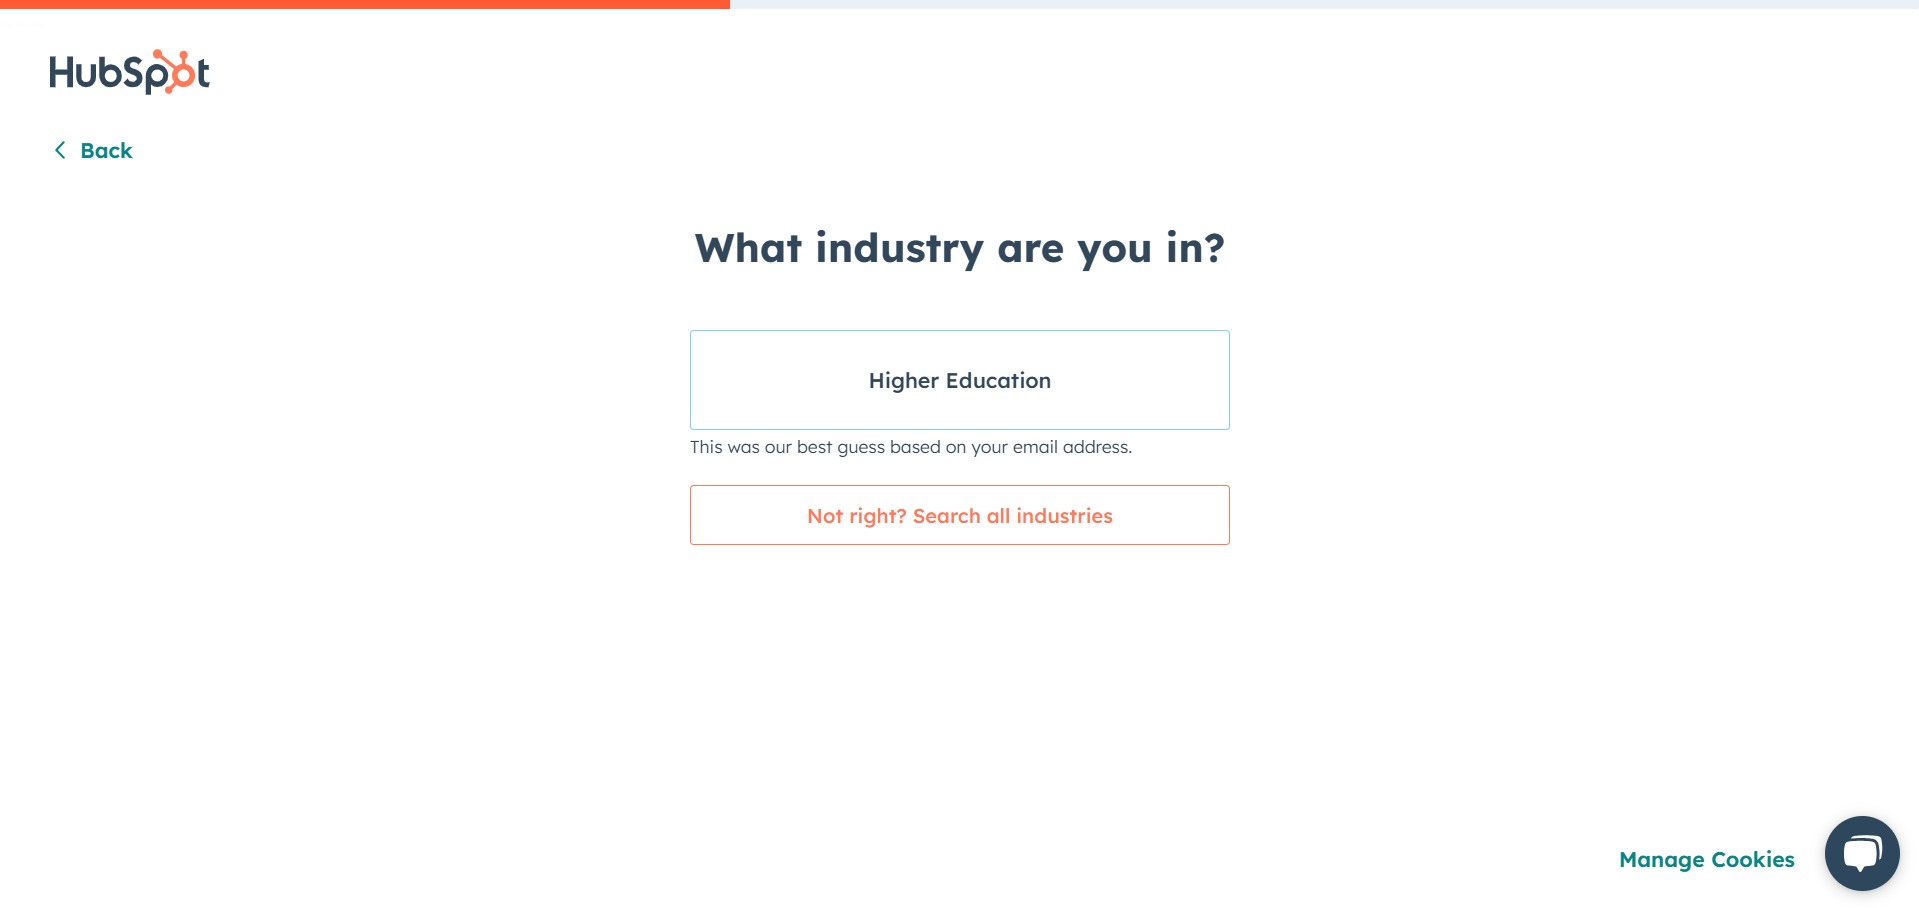 HubSpot
Back
What industry are you in?
Higher Education
This was our best guess based on your email address.
Not right? Search all industries
Manage Cookies